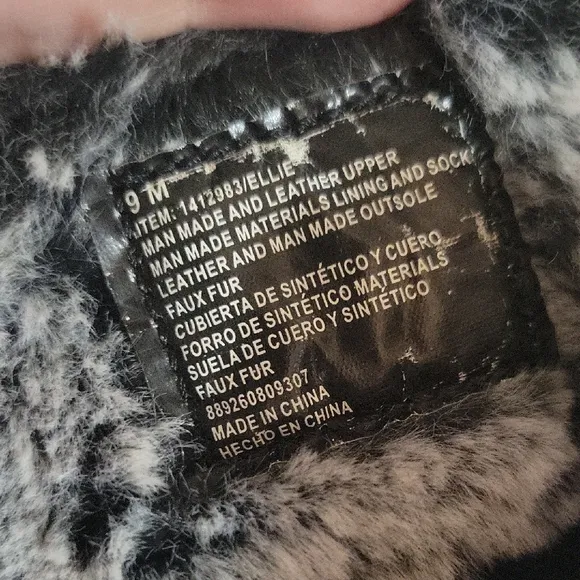 9 M
ITEM: 1412983/ELLIE
MAN MADE AND LEATHER UPPER
MAN MADE MATERIALS LINING AND SOCK
LEATHER AND MAN MADE OUTSOLE
FAUX FUR
CUBIERTA DE SINTÉTICO Y CUERO
FORRO DE SINTÉTICO MATERIALS
SUELA DE CUERO Y SINTÉTICO
FAUX FUR
889260809307
MADE IN CHINA
HECHO EN CHINA